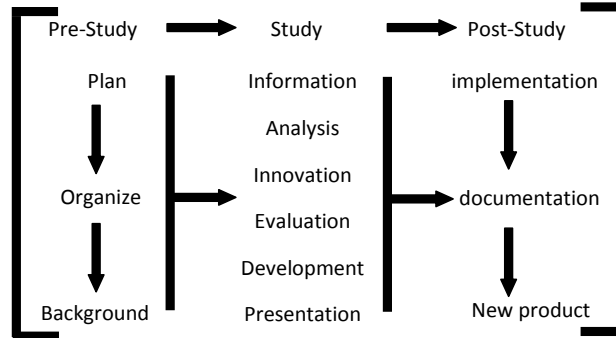 Pre-Study Study Post-Study
Plan Information implementation
Analysis
Innovation
Organize documentation
Evaluation
Development
Background Presentation New product